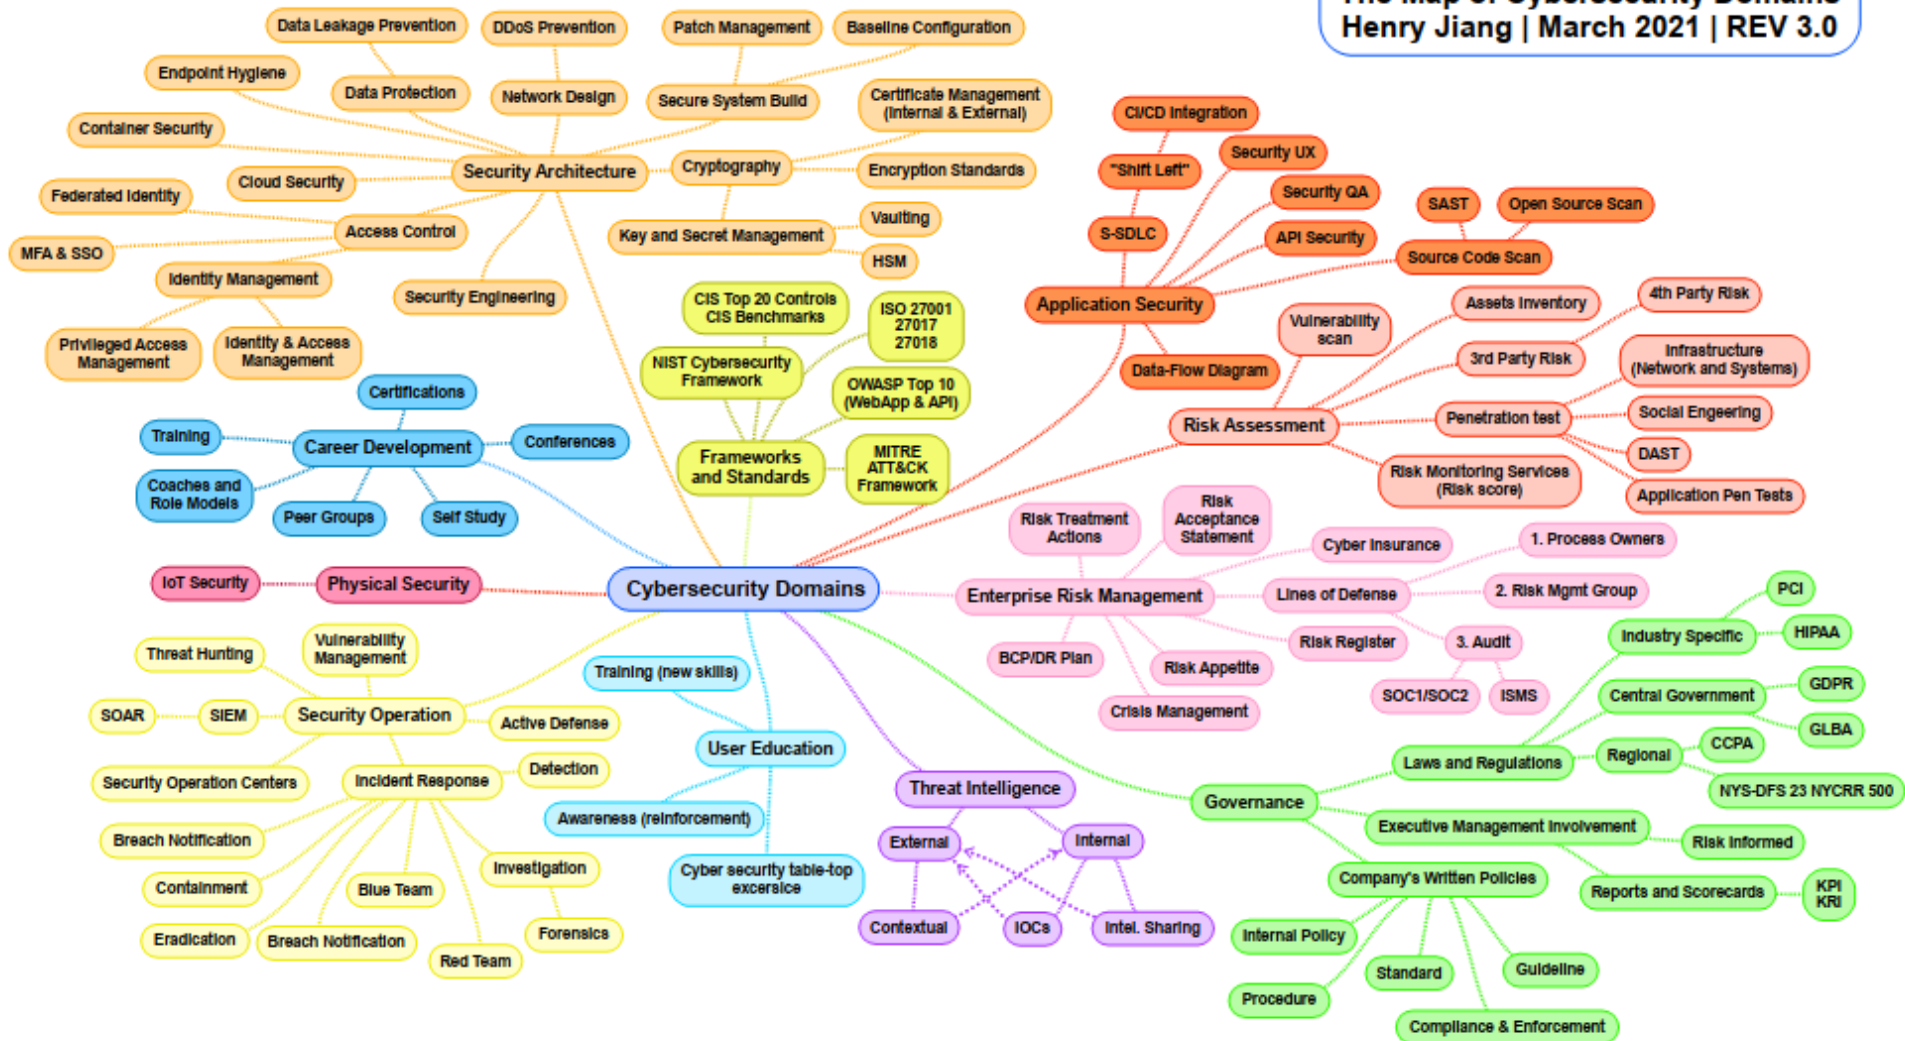 The Map of Cybersecurity Domains
Henry Jiang | March 2021 | REV 3.0
Data Leakage Prevention
DDoS Prevention
Patch Management
Baseline Configuration
Endpoint Hygiene
Data Protection
Network Design
Secure System Build
Certificate Management
(Internal & External)
Container Security
Security Architecture
Cryptography
Encryption Standards
Cloud Security
Federated Identity
Access Control
Key and Secret Management
Vaulting
HSM
MFA & SSO
Identity Management
Security Engineering
Privileged Access
Management
Identity & Access
Management
CI/CD Integration
"Shift Left"
Security UX
Security QA
S-SDLC
API Security
SAST
Open Source Scan
Source Code Scan
Application Security
Data-Flow Diagram
CIS Top 20 Controls
CIS Benchmarks
ISO 27001
27017
27018
NIST Cybersecurity
Framework
OWASP Top 10
(WebApp & API)
Frameworks
and Standards
MITRE
ATT&CK
Framework
Vulnerability
scan
Assets Inventory
4th Party Risk
3rd Party Risk
Infrastructure
(Network and Systems)
Risk Assessment
Penetration test
Social Engeering
DAST
Risk Monitoring Services
(Risk score)
Application Pen Tests
Certifications
Training
Career Development
Conferences
Coaches and
Role Models
Peer Groups
Self Study
IoT Security
Physical Security
Cybersecurity Domains
Risk Treatment
Actions
Risk
Acceptance
Statement
Cyber Insurance
1. Process Owners
Enterprise Risk Management
Lines of Defense
2. Risk Mgmt Group
Risk Register
3. Audit
BCP/DR Plan
Risk Appetite
SOC1/SOC2
ISMS
Crisis Management
PCI
Industry Specific
HIPAA
Central Government
GDPR
GLBA
Laws and Regulations
Regional
CCPA
NYS-DFS 23 NYCRR 500
Governance
Executive Management Involvement
Risk Informed
Company's Written Policies
Reports and Scorecards
KPI
KRI
Internal Policy
Standard
Guideline
Procedure
Compliance & Enforcement
Threat Hunting
Vulnerability
Management
SOAR
SIEM
Security Operation
Active Defense
Security Operation Centers
Incident Response
Detection
Breach Notification
Investigation
Containment
Blue Team
Eradication
Breach Notification
Red Team
Forensics
Training (new skills)
User Education
Awareness (reinforcement)
Cyber security table-top
excersice
Threat Intelligence
External
Internal
Contextual
IOCs
Intel. Sharing